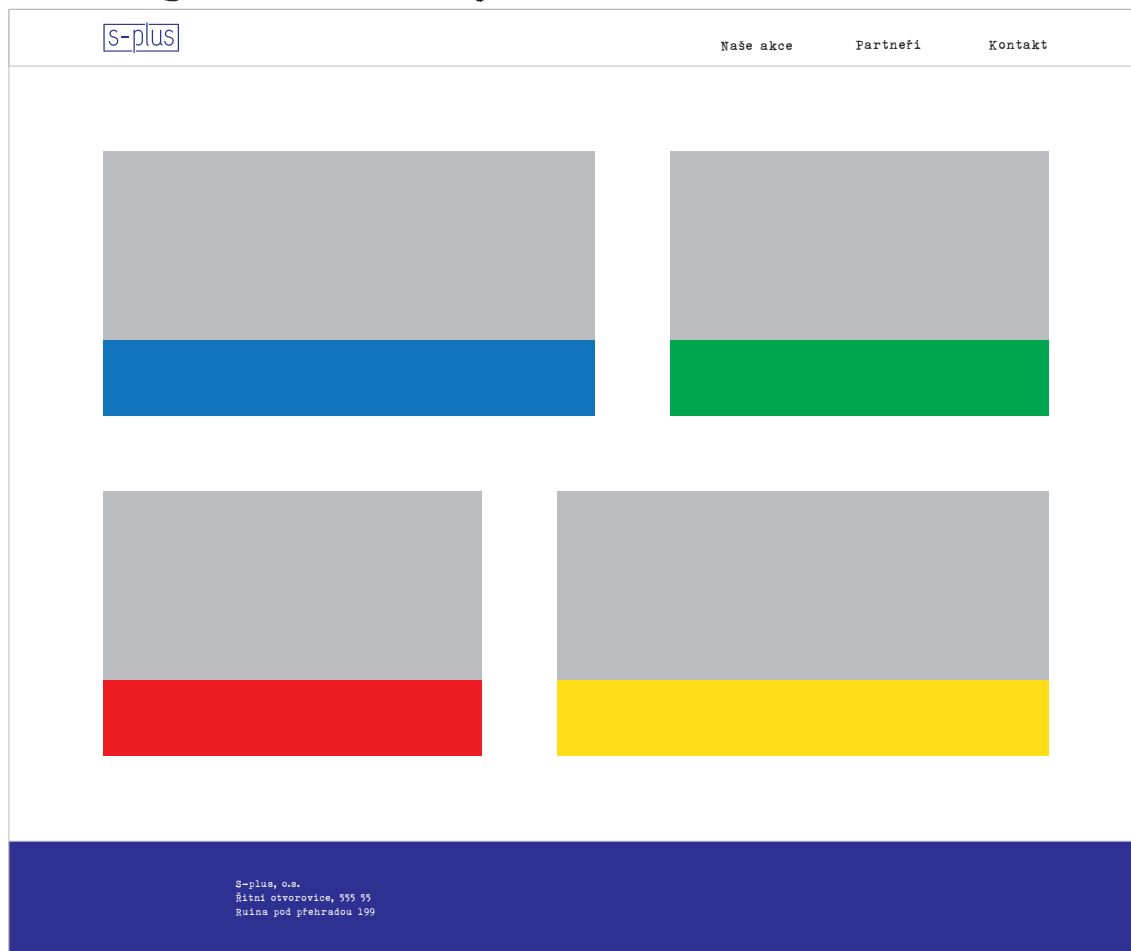 s-plus
Naše akce
Partneři
Kontakt
S-plus, o.s.
Řitní otvorovice, 555 55
Ruina pod přehradou 199